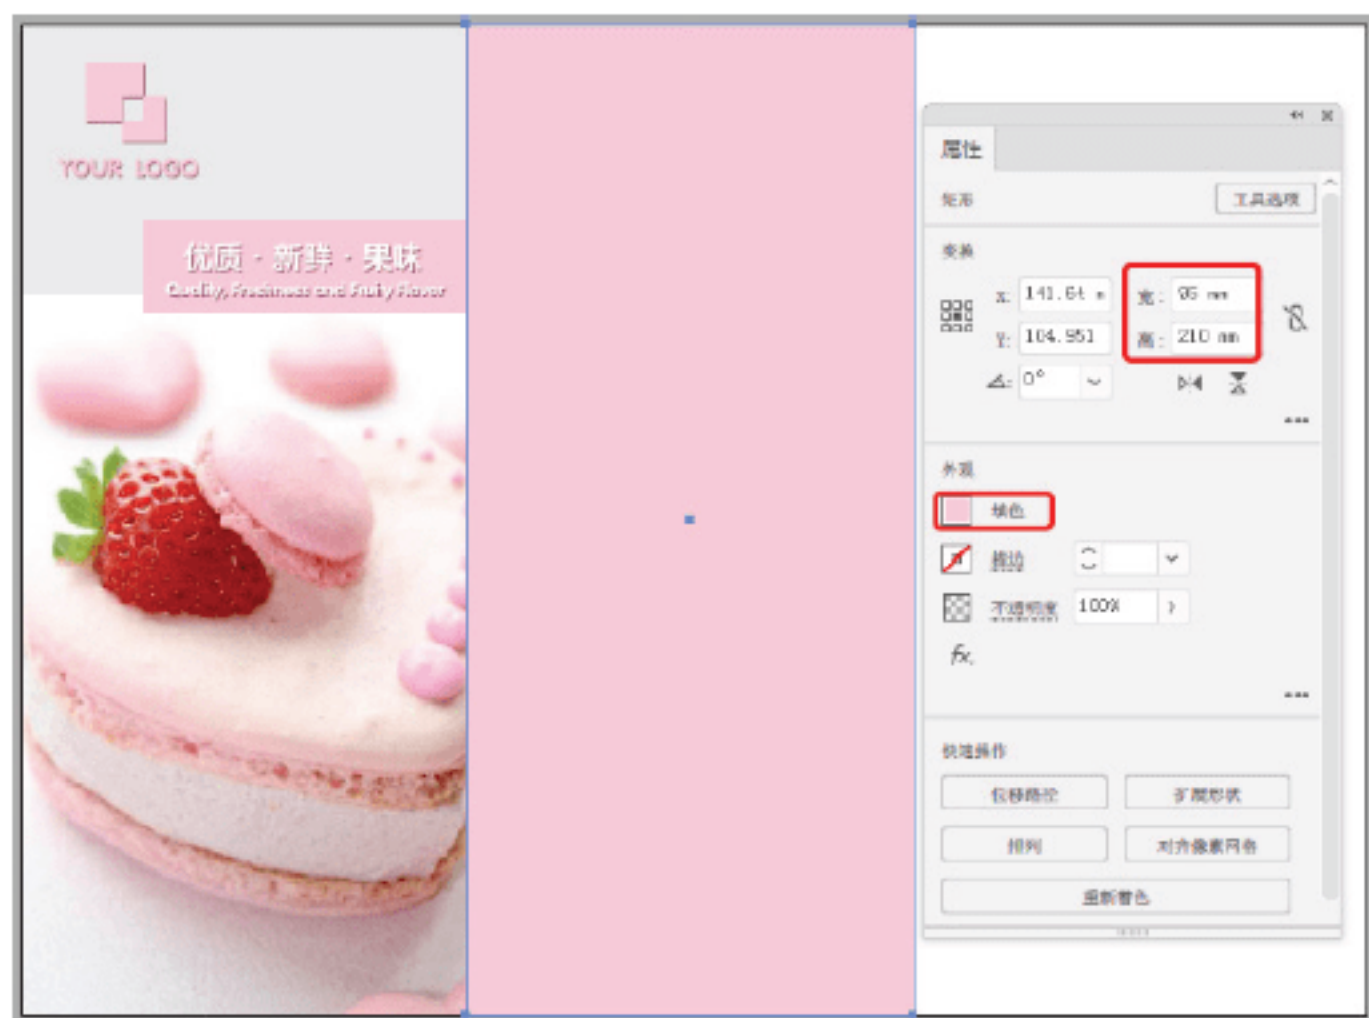 YOUR LOGO
优质·新鲜·果味
Quality, Freshness and Fruity Flavor
属性
矩形
工具选项
变换
X: 141.64 m
宽: 95 mm
Y: 104.951
高: 210 mm
0°
外观
填色
描边
不透明度 100%
fx.
快速操作
位移路径
扩展形状
排列
对齐像素网格
重新着色